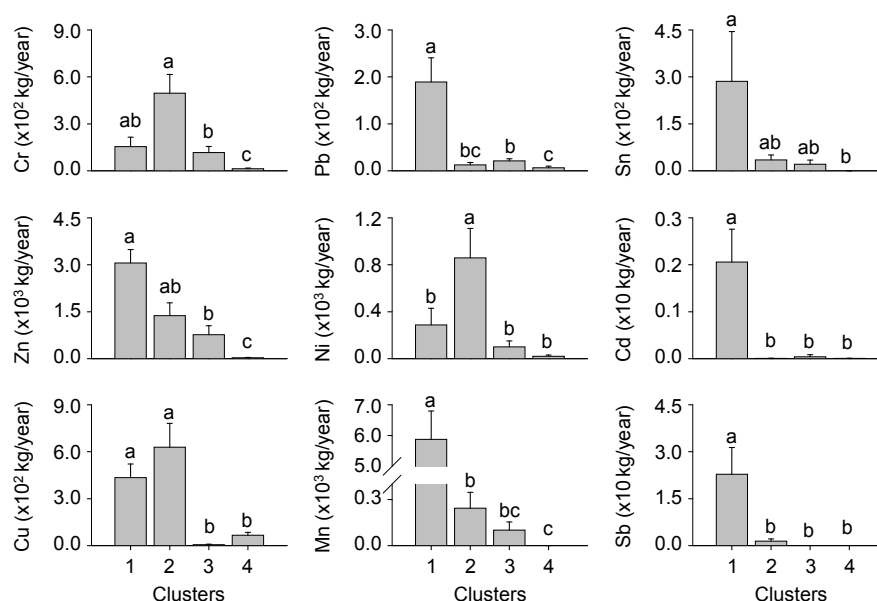 Cr (x10² kg/year)
9.0
6.0
3.0
0.0
ab
a
b
c
Pb (x10² kg/year)
3.0
2.0
1.0
0.0
a
bc
b
c
Sn (x10² kg/year)
4.5
3.0
1.5
0.0
a
ab
ab
b
Zn (x10³ kg/year)
4.5
3.0
1.5
0.0
a
ab
b
c
Ni (x10³ kg/year)
1.2
0.8
0.4
0.0
b
a
b
b
Cd (x10 kg/year)
0.3
0.2
0.1
0.0
a
b
b
b
Cu (x10² kg/year)
9.0
6.0
3.0
0.0
a
a
b
b
1 2 3 4
Clusters
Mn (x10³ kg/year)
7.0
6.0
5.0
0.3
0.0
a
b
bc
c
1 2 3 4
Clusters
Sb (x10 kg/year)
4.5
3.0
1.5
0.0
a
b
b
b
1 2 3 4
Clusters